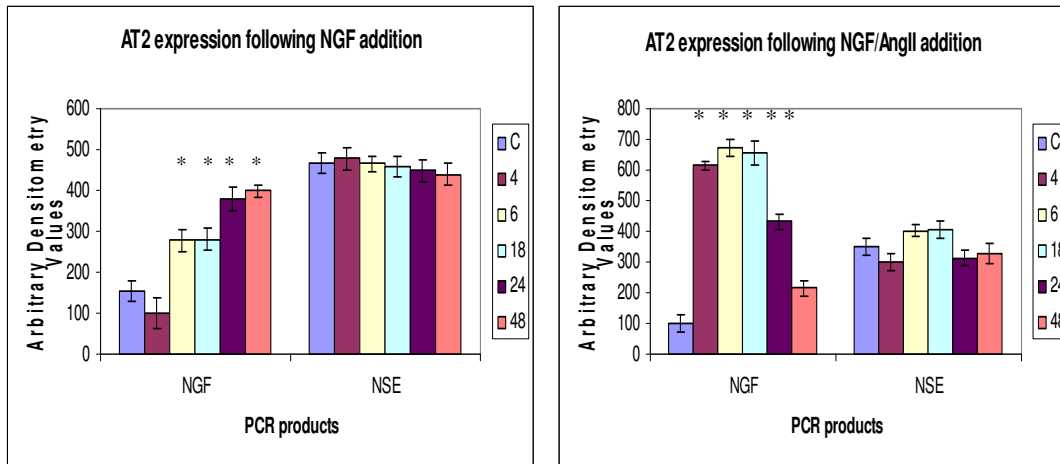 AT2 expression following NGF addition
Arbitrary Densitometry
Values
600
500
400
300
200
100
0
* * * *
NGF
NSE
PCR products
C
4
6
18
24
48
AT2 expression following NGF/AngII addition
Arbitrary Densitometry
Values
800
700
600
500
400
300
200
100
0
* * * * *
NGF
NSE
PCR products
C
4
6
18
24
48